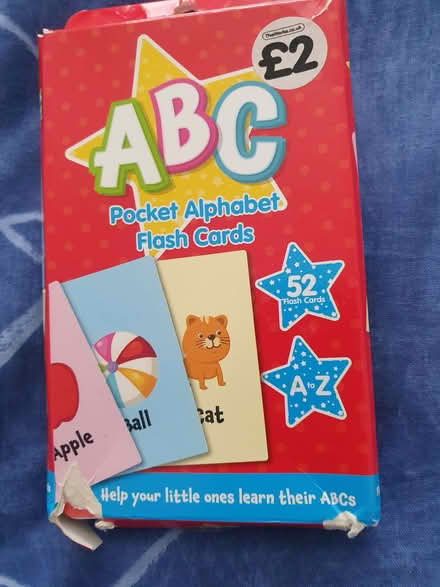 TheWorks.co.uk
£2
ABC
Pocket Alphabet
Flash Cards
52
Flash Cards
A to Z
Apple
Ball
Cat
Help your little ones learn their ABCs